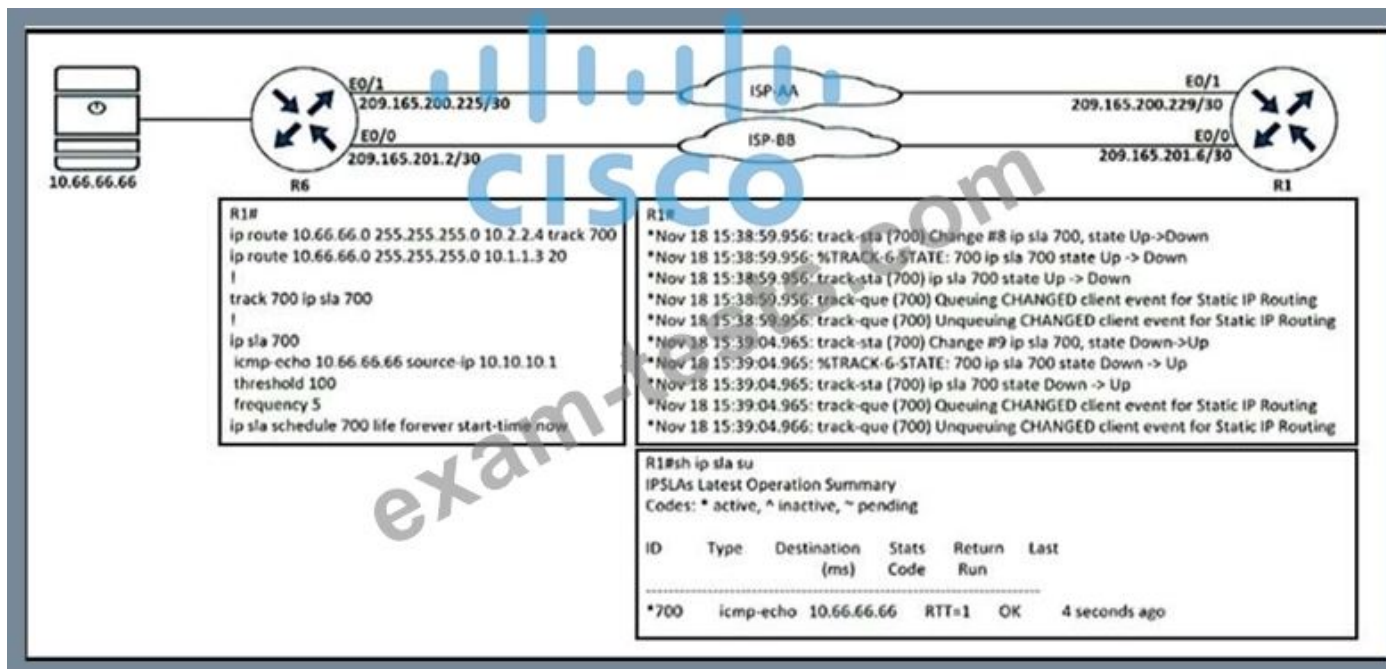 E0/1
209.165.200.225/30
ISP-AA
E0/1
209.165.200.229/30
E0/0
209.165.201.2/30
ISP-BB
E0/0
209.165.201.6/30
10.66.66.66
R6
R1
CISCO
exam-tests.com
R1#
ip route 10.66.66.0 255.255.255.0 10.2.2.4 track 700
ip route 10.66.66.0 255.255.255.0 10.1.1.3 20
!
track 700 ip sla 700
!
ip sla 700
icmp-echo 10.66.66.66 source-ip 10.10.10.1
threshold 100
frequency 5
ip sla schedule 700 life forever start-time now
R1#
*Nov 18 15:38:59.956: track-sta (700) Change #8 ip sla 700, state Up->Down
*Nov 18 15:38:59.956: %TRACK-6-STATE: 700 ip sla 700 state Up -> Down
*Nov 18 15:38:59.956: track-sta (700) ip sla 700 state Up -> Down
*Nov 18 15:38:59.956: track-que (700) Queuing CHANGED client event for Static IP Routing
*Nov 18 15:38:59.956: track-que (700) Unqueuing CHANGED client event for Static IP Routing
*Nov 18 15:39:04.965: track-sta (700) Change #9 ip sla 700, state Down->Up
*Nov 18 15:39:04.965: %TRACK-6-STATE: 700 ip sla 700 state Down -> Up
*Nov 18 15:39:04.965: track-sta (700) ip sla 700 state Down -> Up
*Nov 18 15:39:04.965: track-que (700) Queuing CHANGED client event for Static IP Routing
*Nov 18 15:39:04.966: track-que (700) Unqueuing CHANGED client event for Static IP Routing
R1#sh ip sla su
IPSLAs Latest Operation Summary
Codes: * active, ^ inactive, ~ pending
ID Type Destination Stats Return Last
(ms) Code Run
--------------------------------------------------------------
*700 icmp-echo 10.66.66.66 RTT=1 OK 4 seconds ago